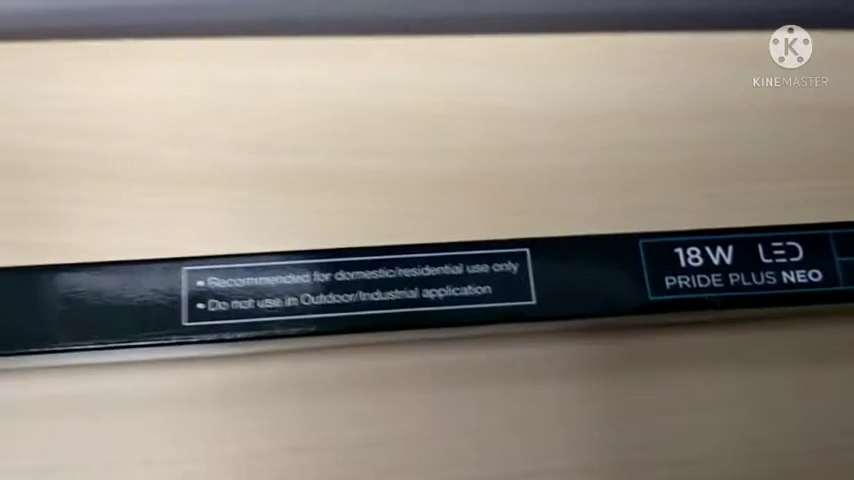 K
KINEMASTER
• Recommended for domestic/residential use only
• Do not use in Outdoor/Industrial application
18W LED
PRIDE PLUS NEO